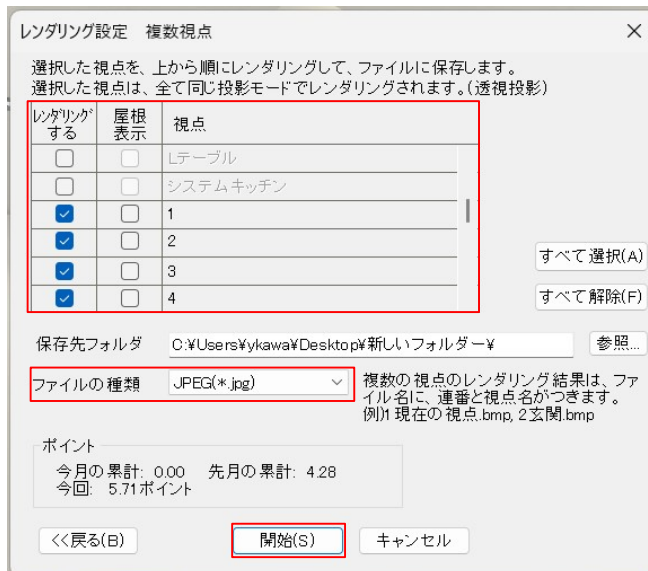 レンダリング設定 複数視点
選択した視点を、上から順にレンダリングして、ファイルに保存します。
選択した視点は、全て同じ投影モードでレンダリングされます。(透視投影)
ﾚﾝﾀﾞﾘﾝｸﾞする 屋根表示 視点
Lテーブル
システムキッチン
1
2
3
4
すべて選択(A)
すべて解除(F)
保存先フォルダ C:¥Users¥ykawa¥Desktop¥新しいフォルダー¥ 参照...
ファイルの種類 JPEG(*.jpg)
複数の視点のレンダリング結果は、ファ
イル名に、連番と視点名がつきます。
例)1現在の視点.bmp, 2玄関.bmp
ポイント
今月の累計: 0.00 先月の累計: 4.28
今回: 5.71ポイント
<<戻る(B) 開始(S) キャンセル